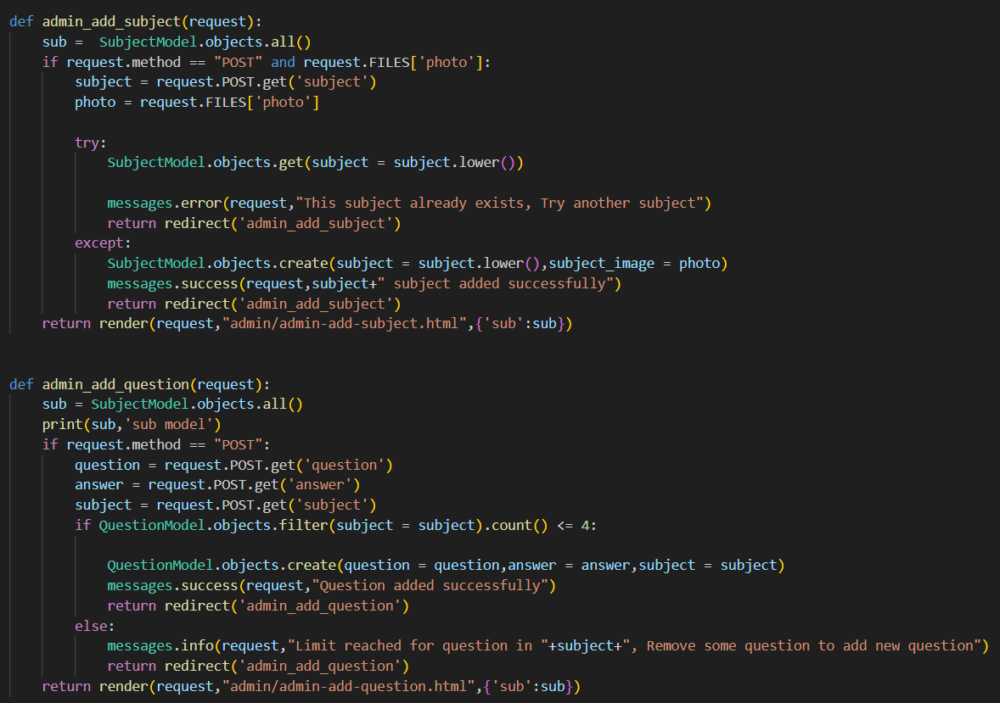 def admin_add_subject(request):
    sub =  SubjectModel.objects.all()
    if request.method == "POST" and request.FILES['photo']:
        subject = request.POST.get('subject')
        photo = request.FILES['photo']

        try:
            SubjectModel.objects.get(subject = subject.lower())

            messages.error(request,"This subject already exists, Try another subject")
            return redirect('admin_add_subject')
        except:
            SubjectModel.objects.create(subject = subject.lower(),subject_image = photo)
            messages.success(request,subject+" subject added successfully")
            return redirect('admin_add_subject')
    return render(request,"admin/admin-add-subject.html",{'sub':sub})


def admin_add_question(request):
    sub = SubjectModel.objects.all()
    print(sub,'sub model')
    if request.method == "POST":
        question = request.POST.get('question')
        answer = request.POST.get('answer')
        subject = request.POST.get('subject')
        if QuestionModel.objects.filter(subject = subject).count() <= 4:

            QuestionModel.objects.create(question = question,answer = answer,subject = subject)
            messages.success(request,"Question added successfully")
            return redirect('admin_add_question')
        else:
            messages.info(request,"Limit reached for question in "+subject+", Remove some question to add new question")
            return redirect('admin_add_question')
    return render(request,"admin/admin-add-question.html",{'sub':sub})